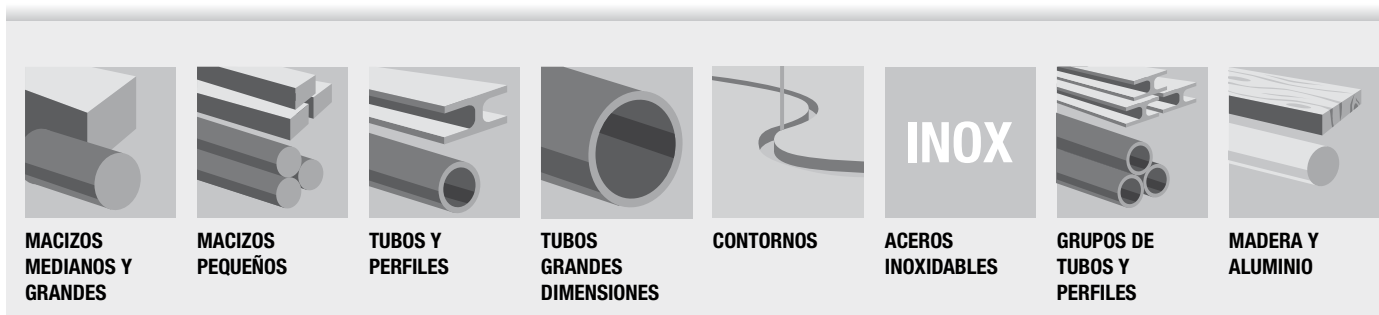 INOX
MACIZOS
MEDIANOS Y
GRANDES
MACIZOS
PEQUEÑOS
TUBOS Y
PERFILES
TUBOS
GRANDES
DIMENSIONES
CONTORNOS
ACEROS
INOXIDABLES
GRUPOS DE
TUBOS Y
PERFILES
MADERA Y
ALUMINIO